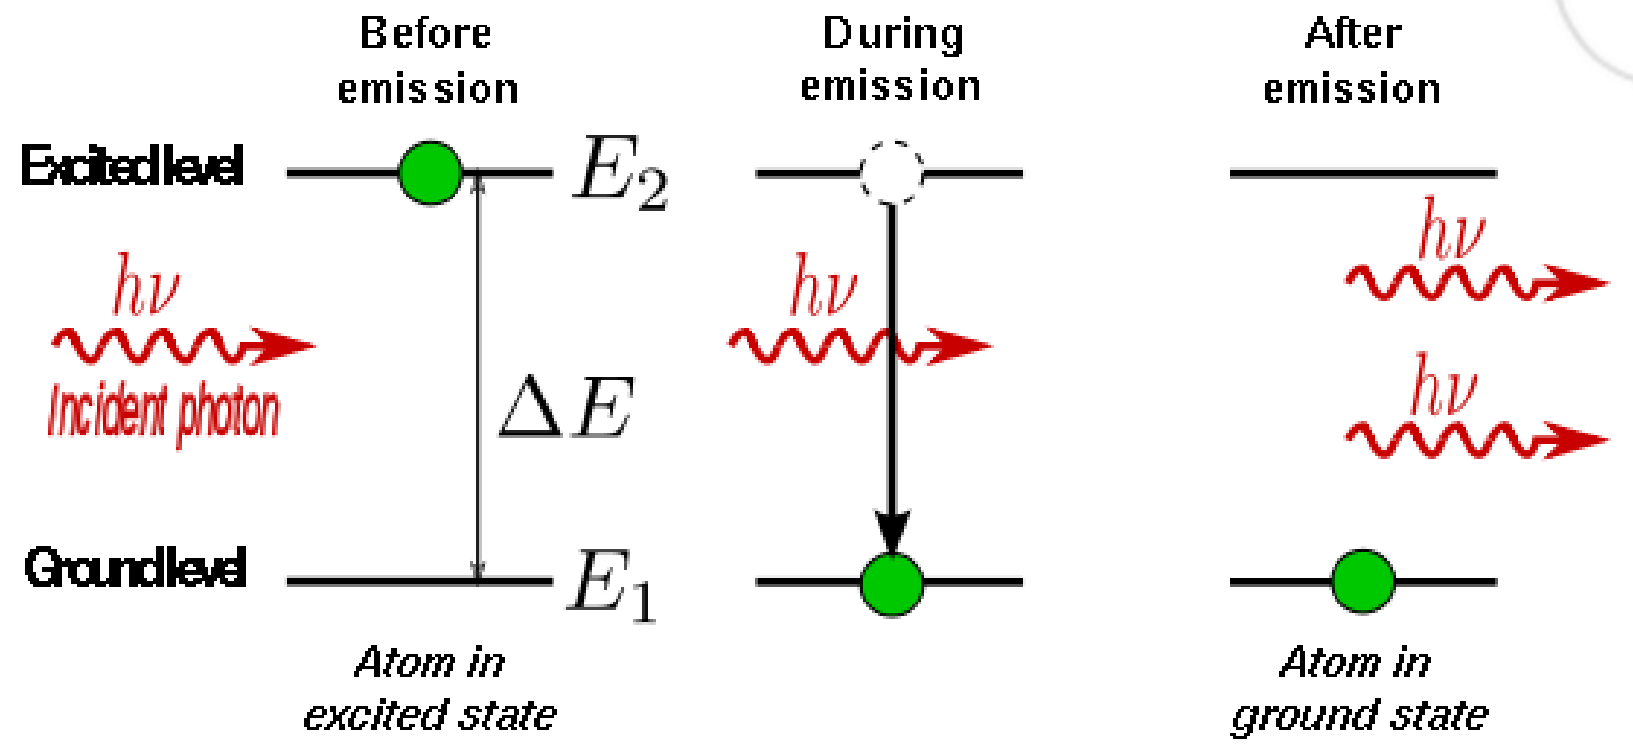 Before
emission
During
emission
After
emission
Excited level
E₂
hν
Incident photon
ΔE
hν
hν
hν
Ground level
E₁
Atom in
excited state
Atom in
ground state